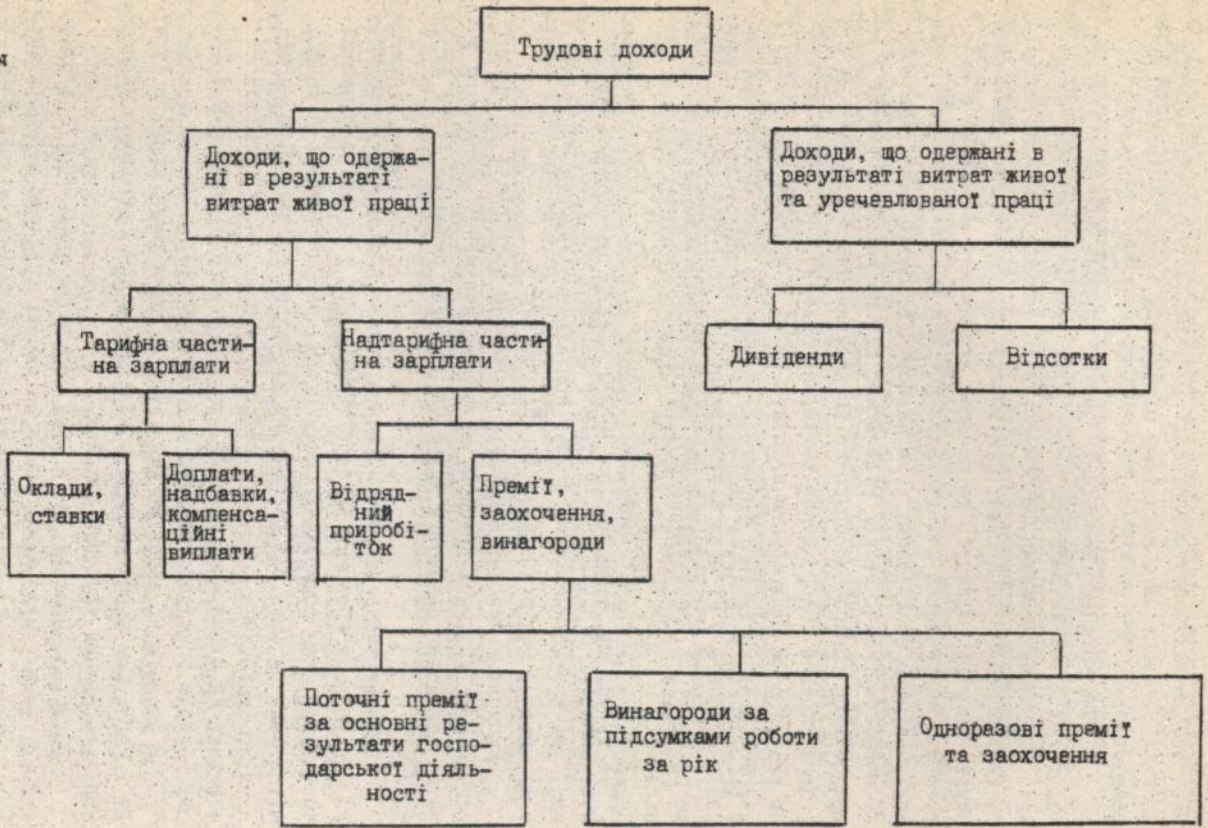 Трудові доходи
Доходи, що одержа-
ні в результаті
витрат живої праці
Доходи, що одержані в
результаті витрат живої
та уречевлюваної праці
Тарифна части-
на зарплати
Надтарифна части-
на зарплати
Дивіденди
Відсотки
Оклади,
ставки
Доплати,
надбавки,
компенса-
ційні
виплати
Відряд-
ний
приробі-
ток
Премії,
заохочення,
винагороди
Поточні премії
за основні ре-
зультати госпо-
дарської діяль-
ності
Винагороди за
підсумками роботи
за рік
Одноразові премії
та заохочення